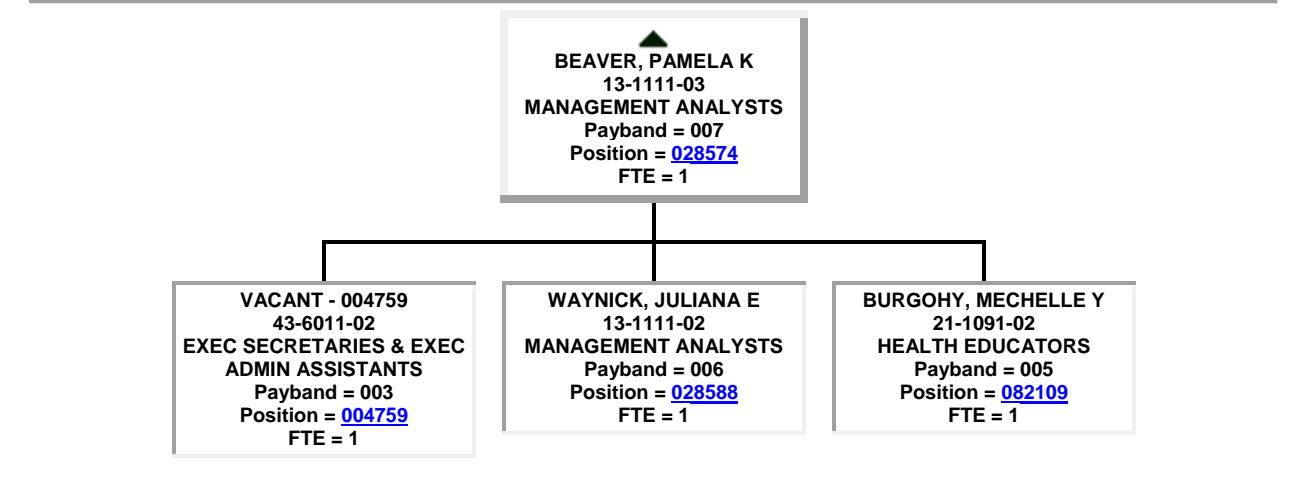 BEAVER, PAMELA K
13-1111-03
MANAGEMENT ANALYSTS
Payband = 007
Position = 028574
FTE = 1
VACANT - 004759
43-6011-02
EXEC SECRETARIES & EXEC
ADMIN ASSISTANTS
Payband = 003
Position = 004759
FTE = 1
WAYNICK, JULIANA E
13-1111-02
MANAGEMENT ANALYSTS
Payband = 006
Position = 028588
FTE = 1
BURGOHY, MECHELLE Y
21-1091-02
HEALTH EDUCATORS
Payband = 005
Position = 082109
FTE = 1